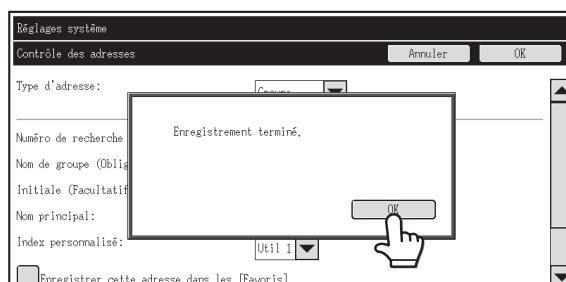 Réglages système
Contrôle des adresses Annuler OK
Type d'adresse: Groupe
Enregistrement terminé.
Numéro de recherche
Nom de groupe (Oblig
Initiale (Facultatif
OK
Nom principal:
Index personnalisé: Util 1
Enregistrer cette adresse dans les [Favoris]